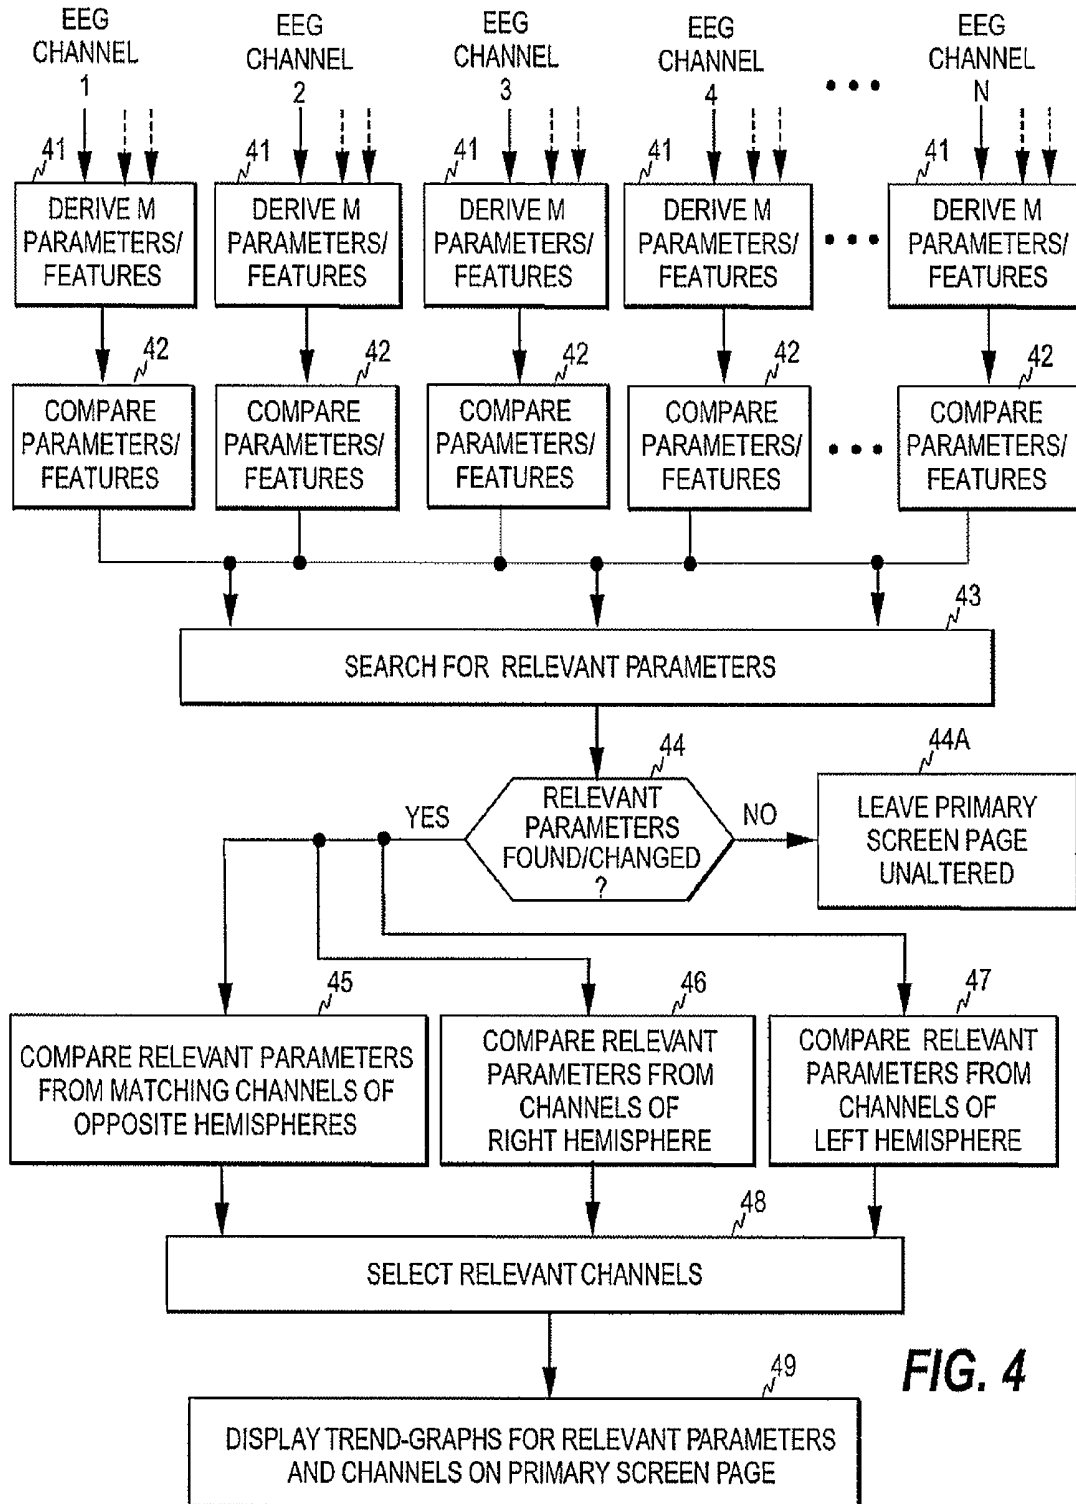 EEG
CHANNEL
1
EEG
CHANNEL
2
EEG
CHANNEL
3
EEG
CHANNEL
4
EEG
CHANNEL
N
41
DERIVE M
PARAMETERS/
FEATURES
41
DERIVE M
PARAMETERS/
FEATURES
41
DERIVE M
PARAMETERS/
FEATURES
41
DERIVE M
PARAMETERS/
FEATURES
41
DERIVE M
PARAMETERS/
FEATURES
42
COMPARE
PARAMETERS/
FEATURES
42
COMPARE
PARAMETERS/
FEATURES
42
COMPARE
PARAMETERS/
FEATURES
42
COMPARE
PARAMETERS/
FEATURES
42
COMPARE
PARAMETERS/
FEATURES
43
SEARCH FOR RELEVANT PARAMETERS
44
RELEVANT
PARAMETERS
FOUND/CHANGED
?
YES
NO
44A
LEAVE PRIMARY
SCREEN PAGE
UNALTERED
45
COMPARE RELEVANT PARAMETERS
FROM MATCHING CHANNELS OF
OPPOSITE HEMISPHERES
46
COMPARE RELEVANT
PARAMETERS FROM
CHANNELS OF
RIGHT HEMISPHERE
47
COMPARE RELEVANT
PARAMETERS FROM
CHANNELS OF
LEFT HEMISPHERE
48
SELECT RELEVANT CHANNELS
49
DISPLAY TREND-GRAPHS FOR RELEVANT PARAMETERS
AND CHANNELS ON PRIMARY SCREEN PAGE
FIG. 4